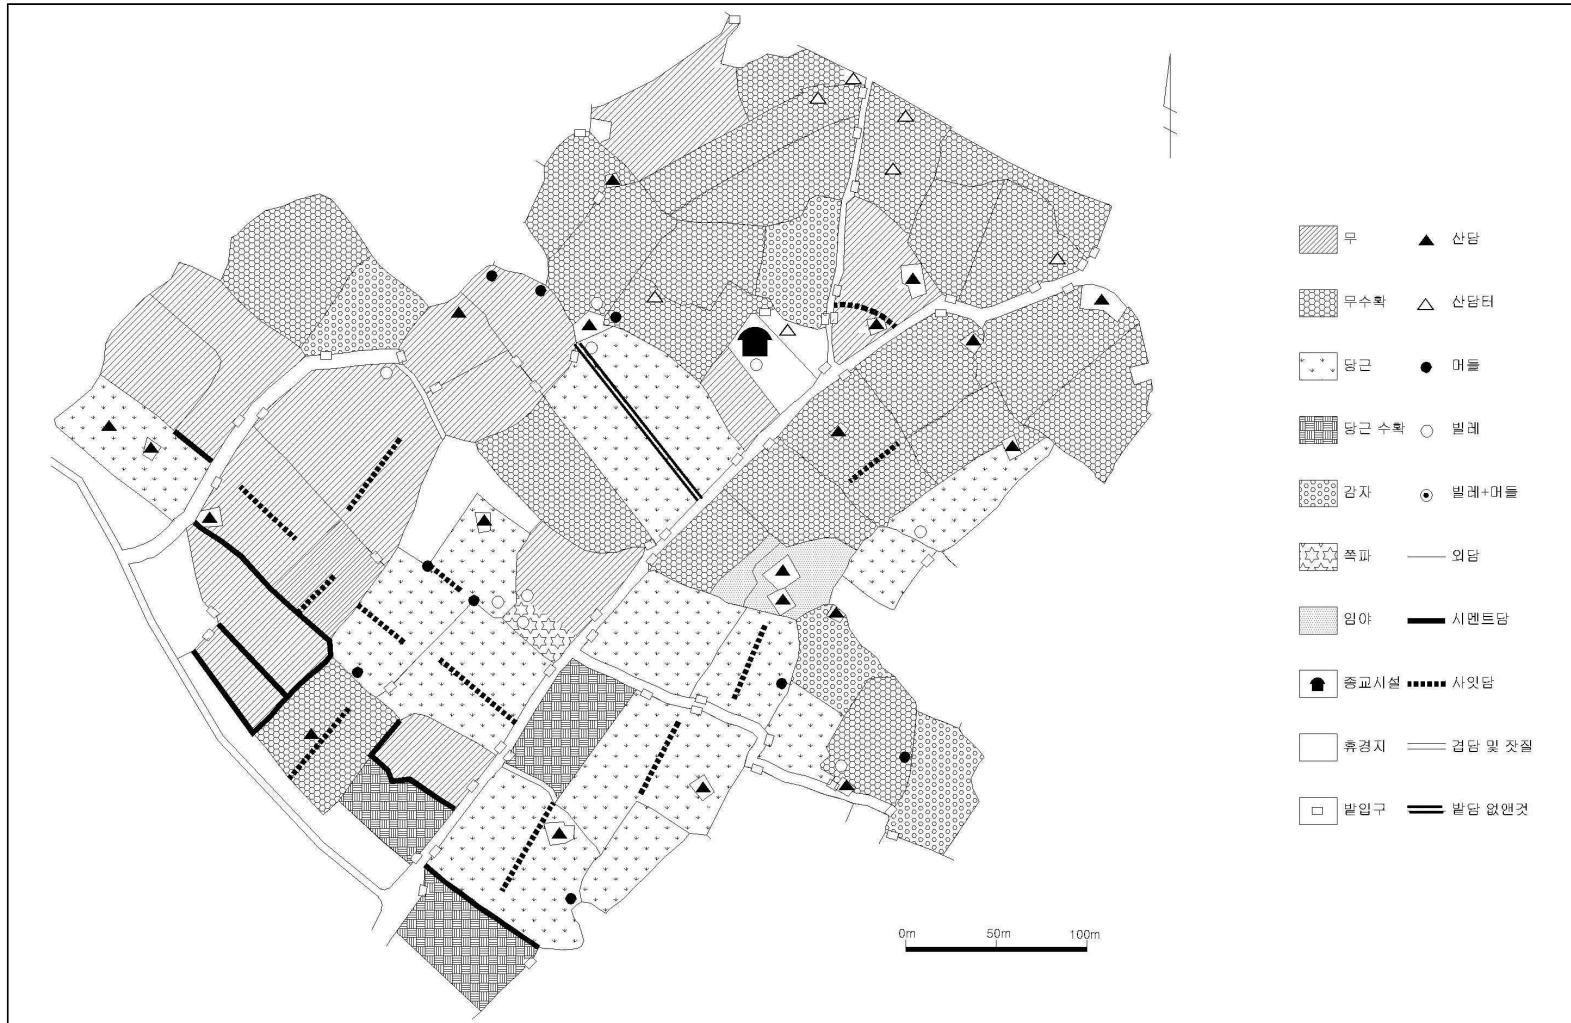 무 산담
무수확 산담터
당근 머들
당근 수확 빌레
감자 빌레+머들
쪽파 외담
임야 시멘트담
종교시설 사잇담
휴경지 겹담 및 잣질
밭입구 밭담 없앤것
0m 50m 100m